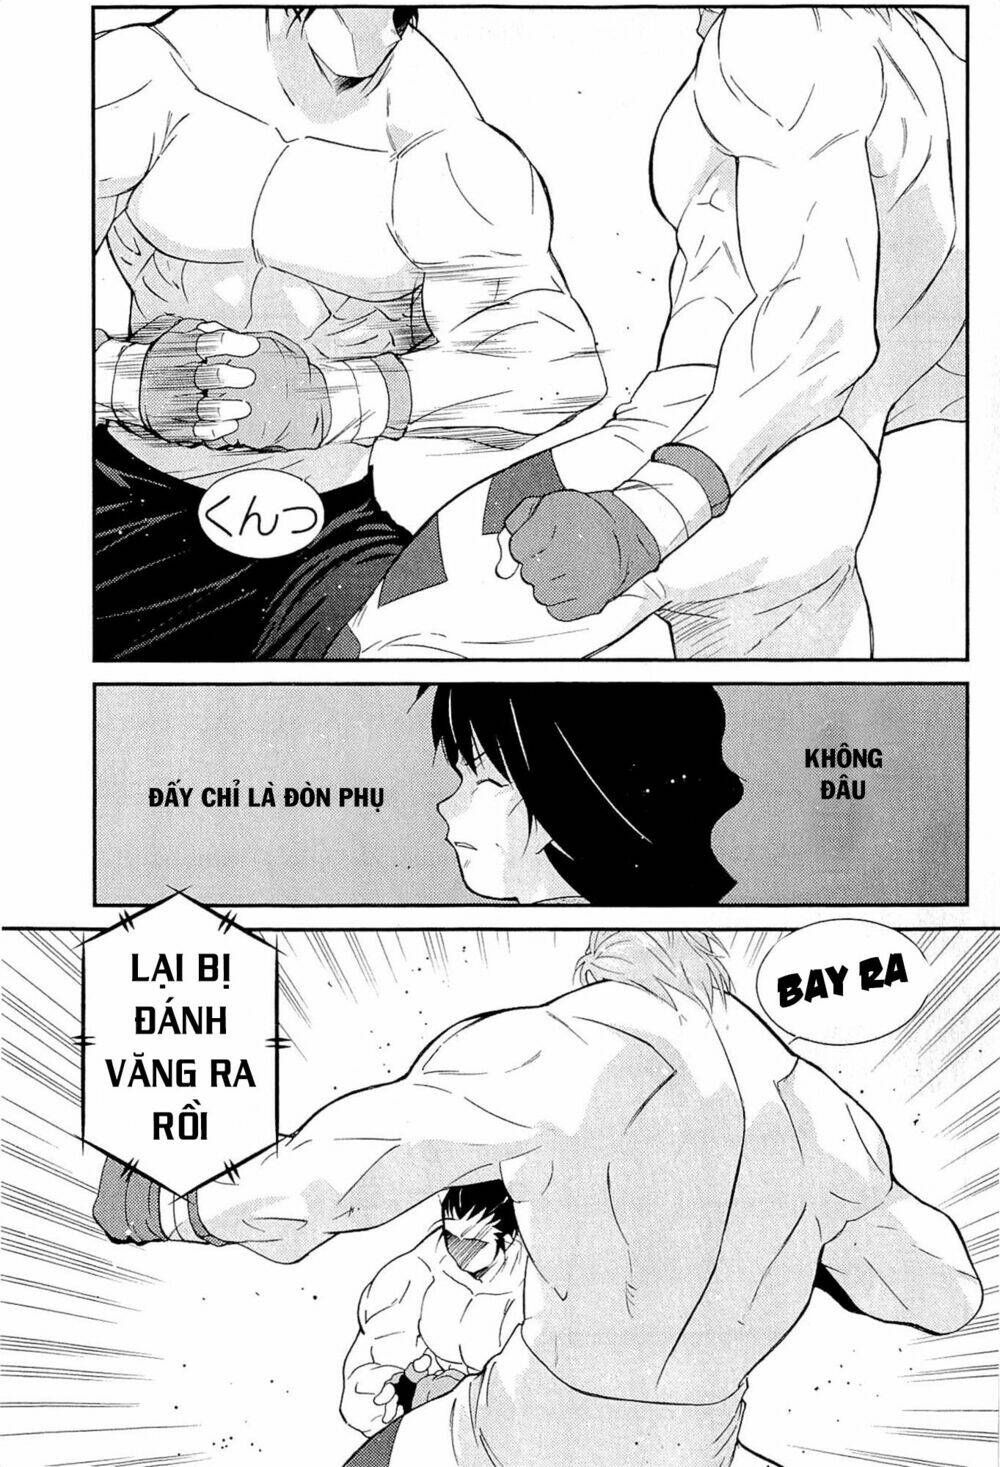 くんっ
KHÔNG
ĐÂU
ĐẤY CHỈ LÀ ĐÒN PHỤ
BAY RA
LẠI BỊ
ĐÁNH
VĂNG RA
RỒI